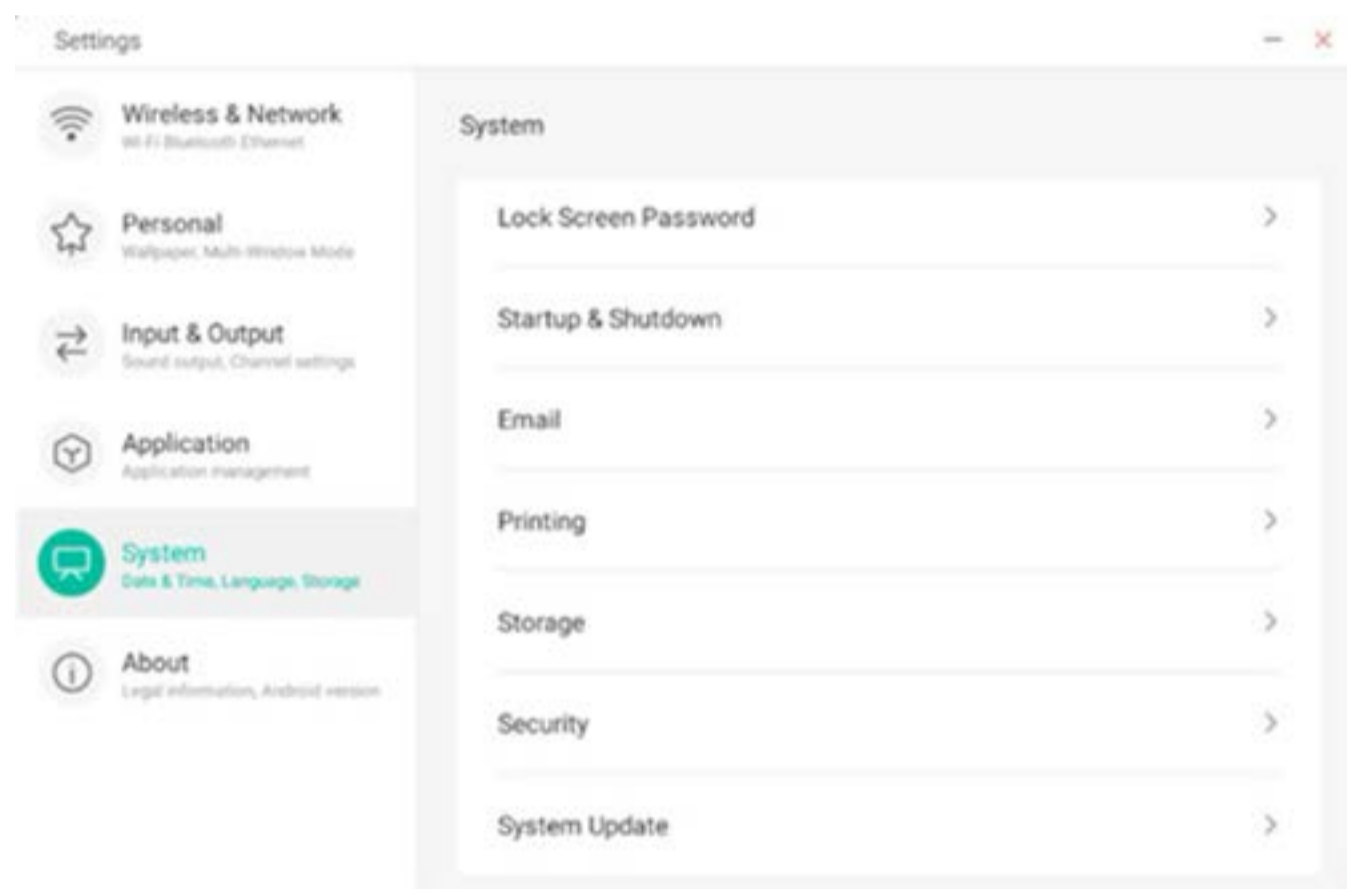 Settings
Wireless & Network
Wi-Fi Bluetooth Ethernet
Personal
Wallpaper, Multi-Window Mode
Input & Output
Sound output, Channel settings
Application
Application management
System
Date & Time, Language, Storage
About
Legal information, Android version
System
Lock Screen Password
Startup & Shutdown
Email
Printing
Storage
Security
System Update